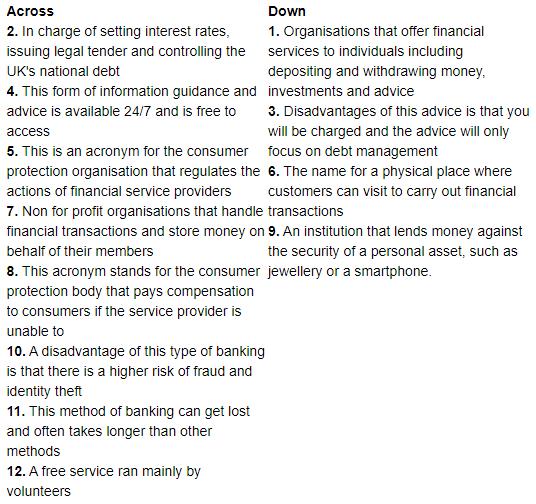 Across
2. In charge of setting interest rates,
issuing legal tender and controlling the
UK's national debt
4. This form of information guidance and
advice is available 24/7 and is free to
access
5. This is an acronym for the consumer
protection organisation that regulates the
actions of financial service providers
7. Non for profit organisations that handle
financial transactions and store money on
behalf of their members
8. This acronym stands for the consumer
protection body that pays compensation
to consumers if the service provider is
unable to
10. A disadvantage of this type of banking
is that there is a higher risk of fraud and
identity theft
11. This method of banking can get lost
and often takes longer than other
methods
12. A free service ran mainly by
volunteers
Down
1. Organisations that offer financial
services to individuals including
depositing and withdrawing money,
investments and advice
3. Disadvantages of this advice is that you
will be charged and the advice will only
focus on debt management
6. The name for a physical place where
customers can visit to carry out financial
transactions
9. An institution that lends money against
the security of a personal asset, such as
jewellery or a smartphone.